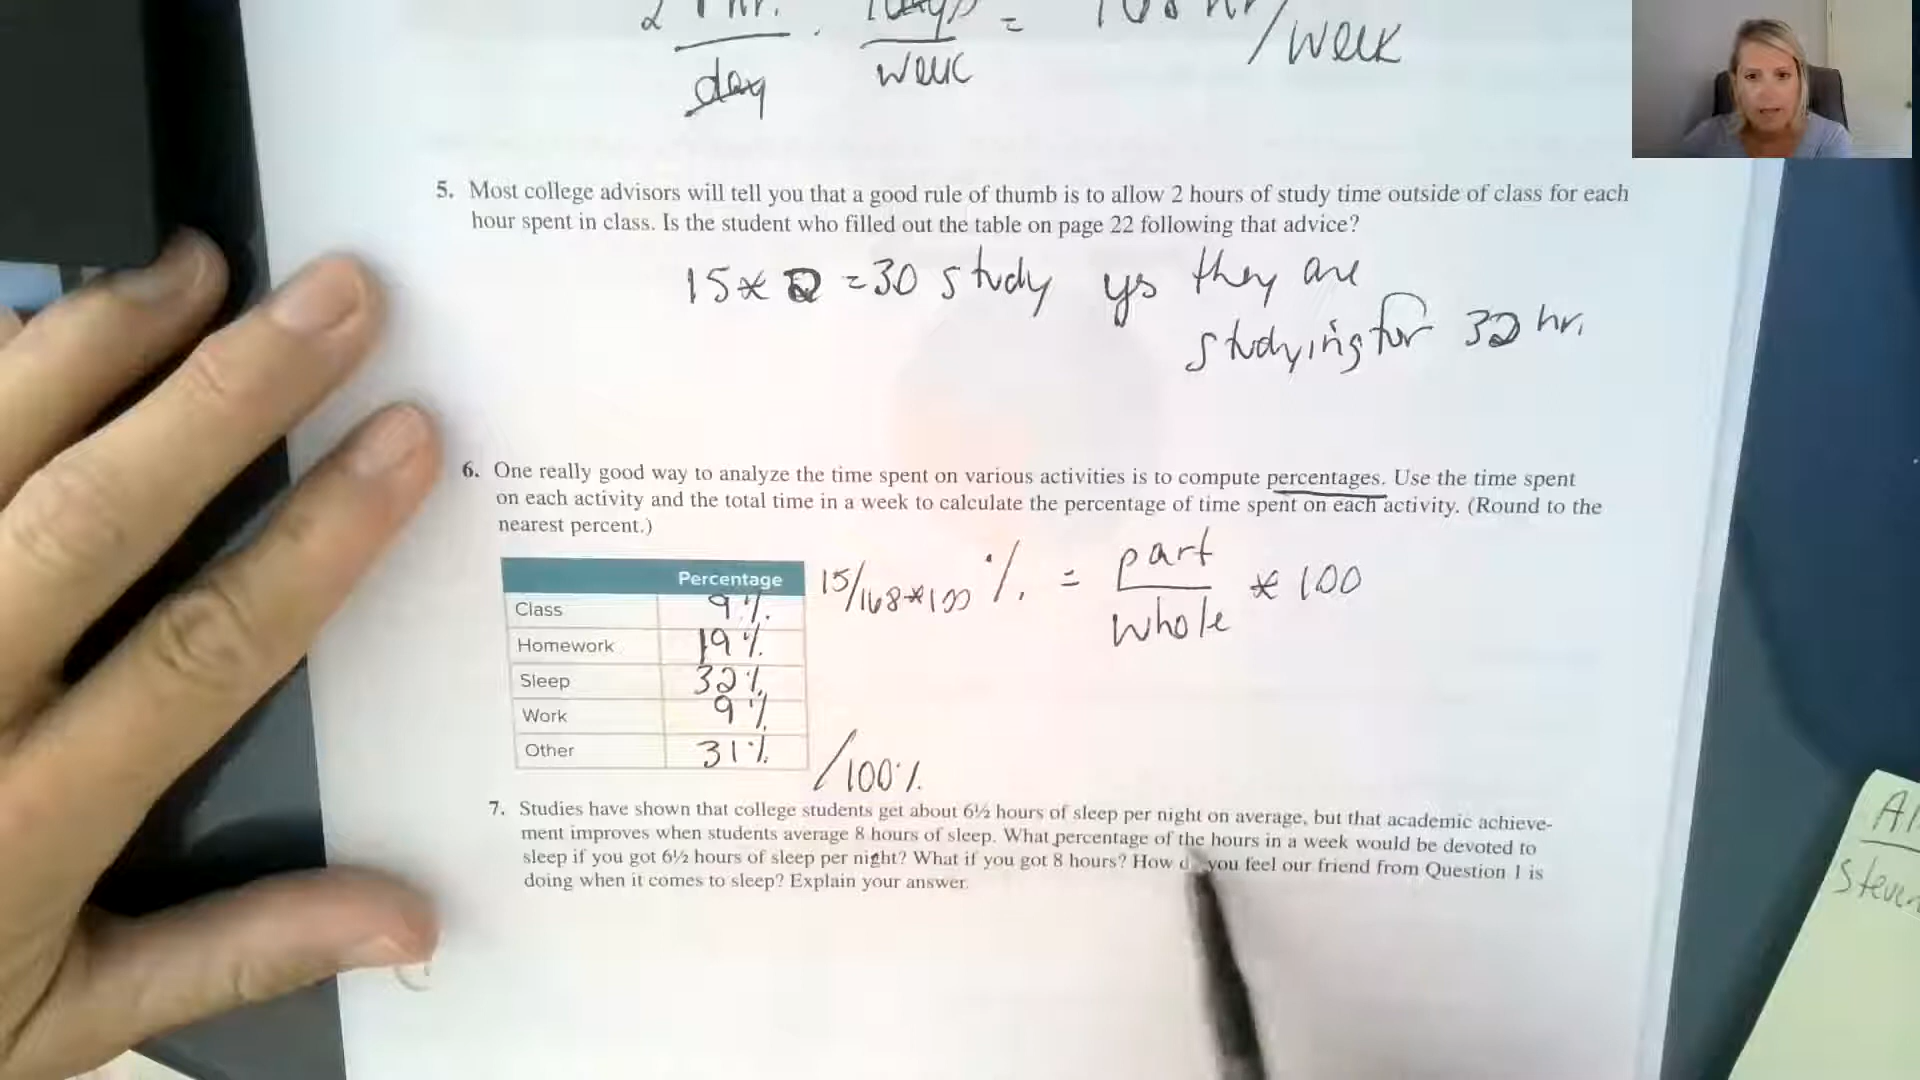 hr. = 168 hr/week
day week
5. Most college advisors will tell you that a good rule of thumb is to allow 2 hours of study time outside of class for each
hour spent in class. Is the student who filled out the table on page 22 following that advice?
15 * 2 = 30 study ys they are
studying for 32 hr.
6. One really good way to analyze the time spent on various activities is to compute percentages. Use the time spent
on each activity and the total time in a week to calculate the percentage of time spent on each activity. (Round to the
nearest percent.)
Percentage
Class 9%
Homework 19%
Sleep 32%
Work 9%
Other 31%
15/168*100 % = part/whole * 100
/100%
7. Studies have shown that college students get about 6½ hours of sleep per night on average, but that academic achieve-
ment improves when students average 8 hours of sleep. What percentage of the hours in a week would be devoted to
sleep if you got 6½ hours of sleep per night? What if you got 8 hours? How you feel our friend from Question 1 is
doing when it comes to sleep? Explain your answer.